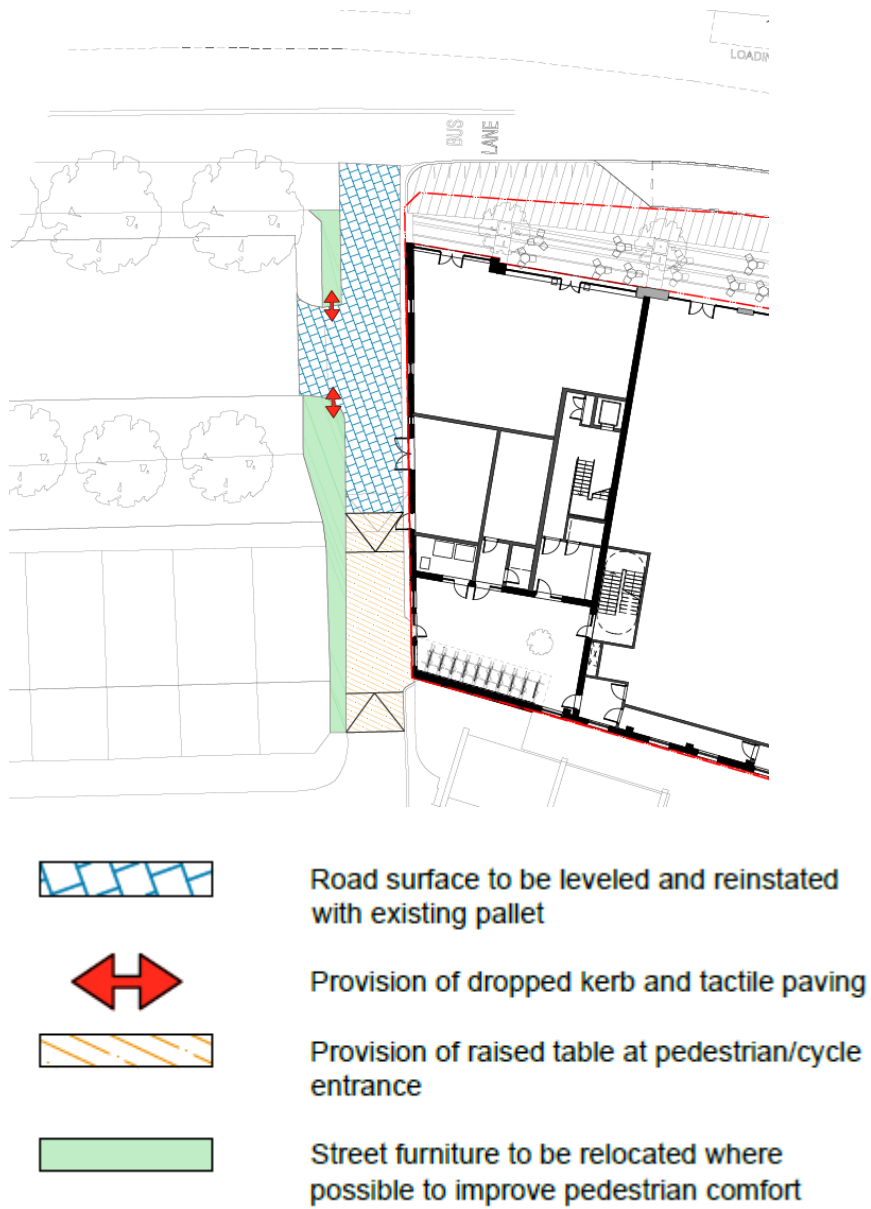 LOADIN
BUS
LANE
Road surface to be leveled and reinstated
with existing pallet
Provision of dropped kerb and tactile paving
Provision of raised table at pedestrian/cycle
entrance
Street furniture to be relocated where
possible to improve pedestrian comfort